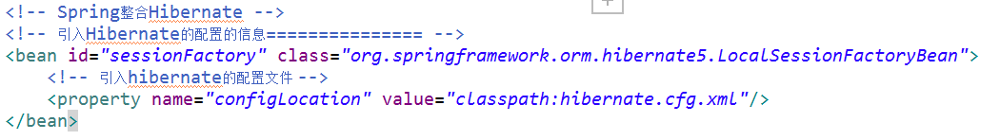 <!-- Spring整合Hibernate -->
<!-- 引入Hibernate的配置的信息=============== -->
<bean id="sessionFactory" class="org.springframework.orm.hibernate5.LocalSessionFactoryBean">
<!-- 引入hibernate的配置文件 -->
<property name="configLocation" value="classpath:hibernate.cfg.xml"/>
</bean>